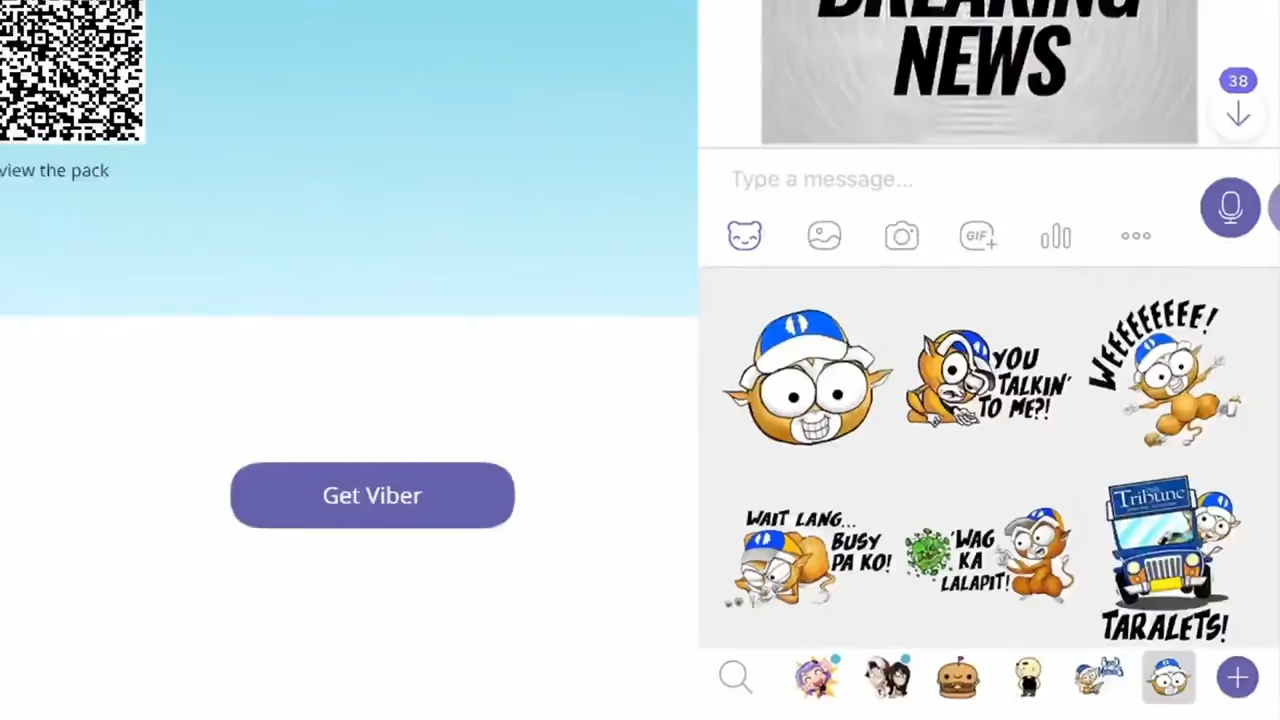 view the pack
Get Viber
BREAKING
NEWS
38
Type a message...
GIF
YOU
TALKIN'
TO ME?!
WEEEEEEEE!
WAIT LANG...
BUSY
PA KO!
'WAG
KA
LALAPIT!
Tribune
TARALETS!